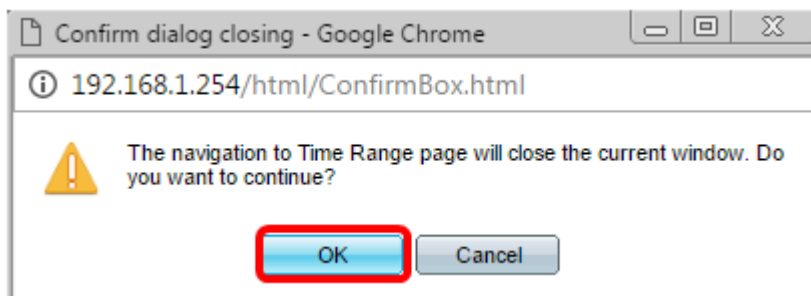 Confirm dialog closing - Google Chrome
192.168.1.254/html/ConfirmBox.html
The navigation to Time Range page will close the current window. Do
you want to continue?
OK Cancel